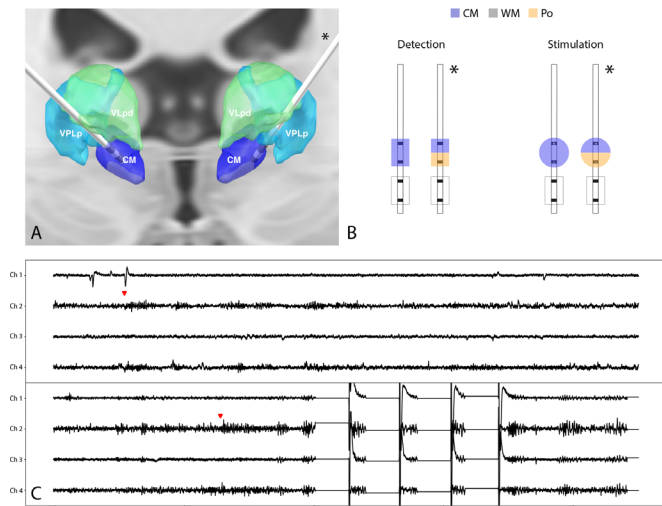 CM WM Po
Detection Stimulation
*
* *
VLpd VLpd
VPLp VPLp
CM CM
A B
Ch 1
Ch 2
Ch 3
Ch 4
Ch 1
Ch 2
Ch 3
C Ch 4